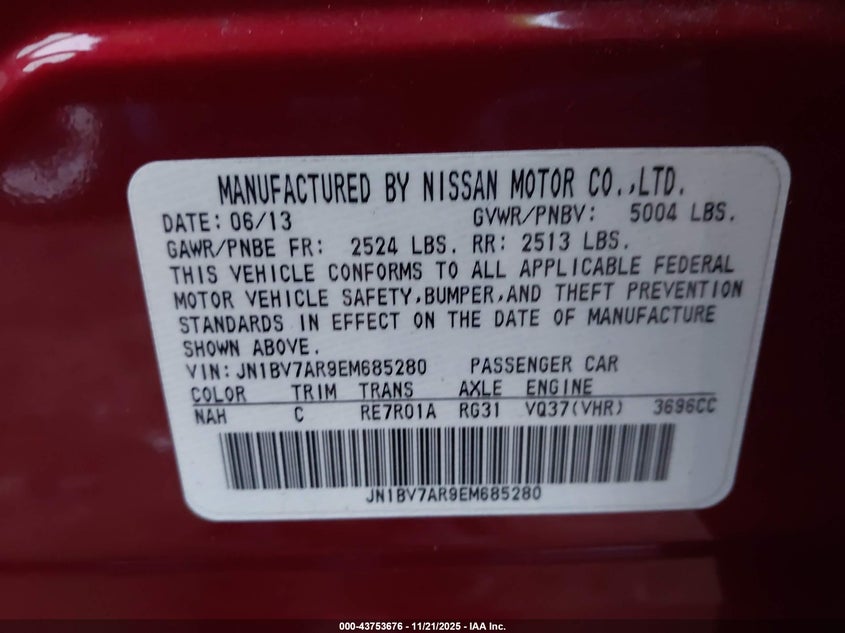 MANUFACTURED BY NISSAN MOTOR CO.,LTD.
DATE: 06/13 GVWR/PNBV: 5004 LBS.
GAWR/PNBE FR: 2524 LBS. RR: 2513 LBS.
THIS VEHICLE CONFORMS TO ALL APPLICABLE FEDERAL
MOTOR VEHICLE SAFETY,BUMPER,AND THEFT PREVENTION
STANDARDS IN EFFECT ON THE DATE OF MANUFACTURE
SHOWN ABOVE.
VIN: JN1BV7AR9EM685280 PASSENGER CAR
COLOR TRIM TRANS AXLE ENGINE
NAH C RE7R01A RG31 VQ37(VHR) 3696CC
JN1BV7AR9EM685280
000-43753676 - 11/21/2025 - IAA Inc.